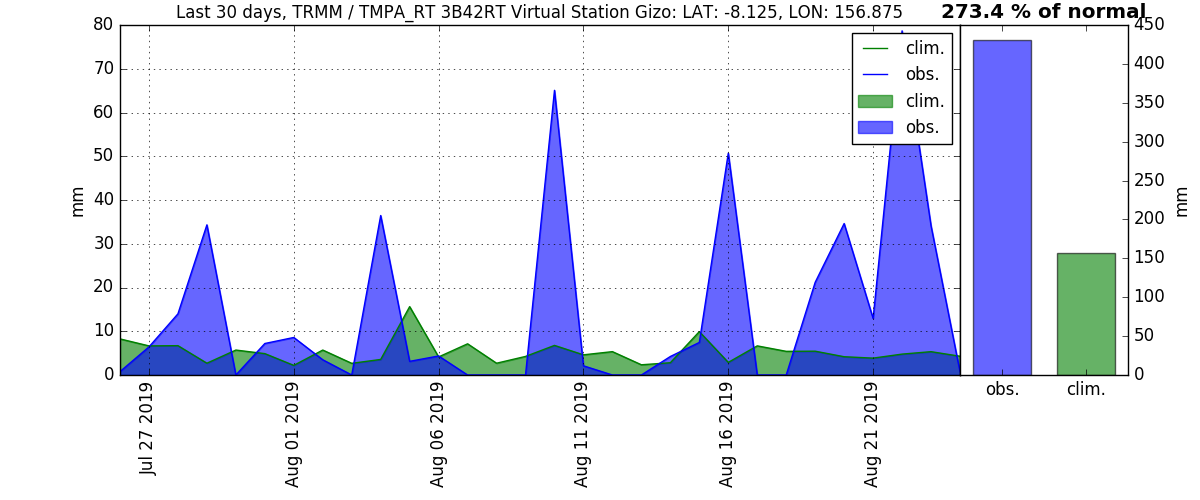 Last 30 days, TRMM / TMPA_RT 3B42RT Virtual Station Gizo: LAT: -8.125, LON: 156.875
273.4 % of normal
80
70
60
50
40
30
20
10
0
mm
clim.
obs.
clim.
obs.
Jul 27 2019
Aug 01 2019
Aug 06 2019
Aug 11 2019
Aug 16 2019
Aug 21 2019
450
400
350
300
250
200
150
100
50
0
mm
obs.
clim.